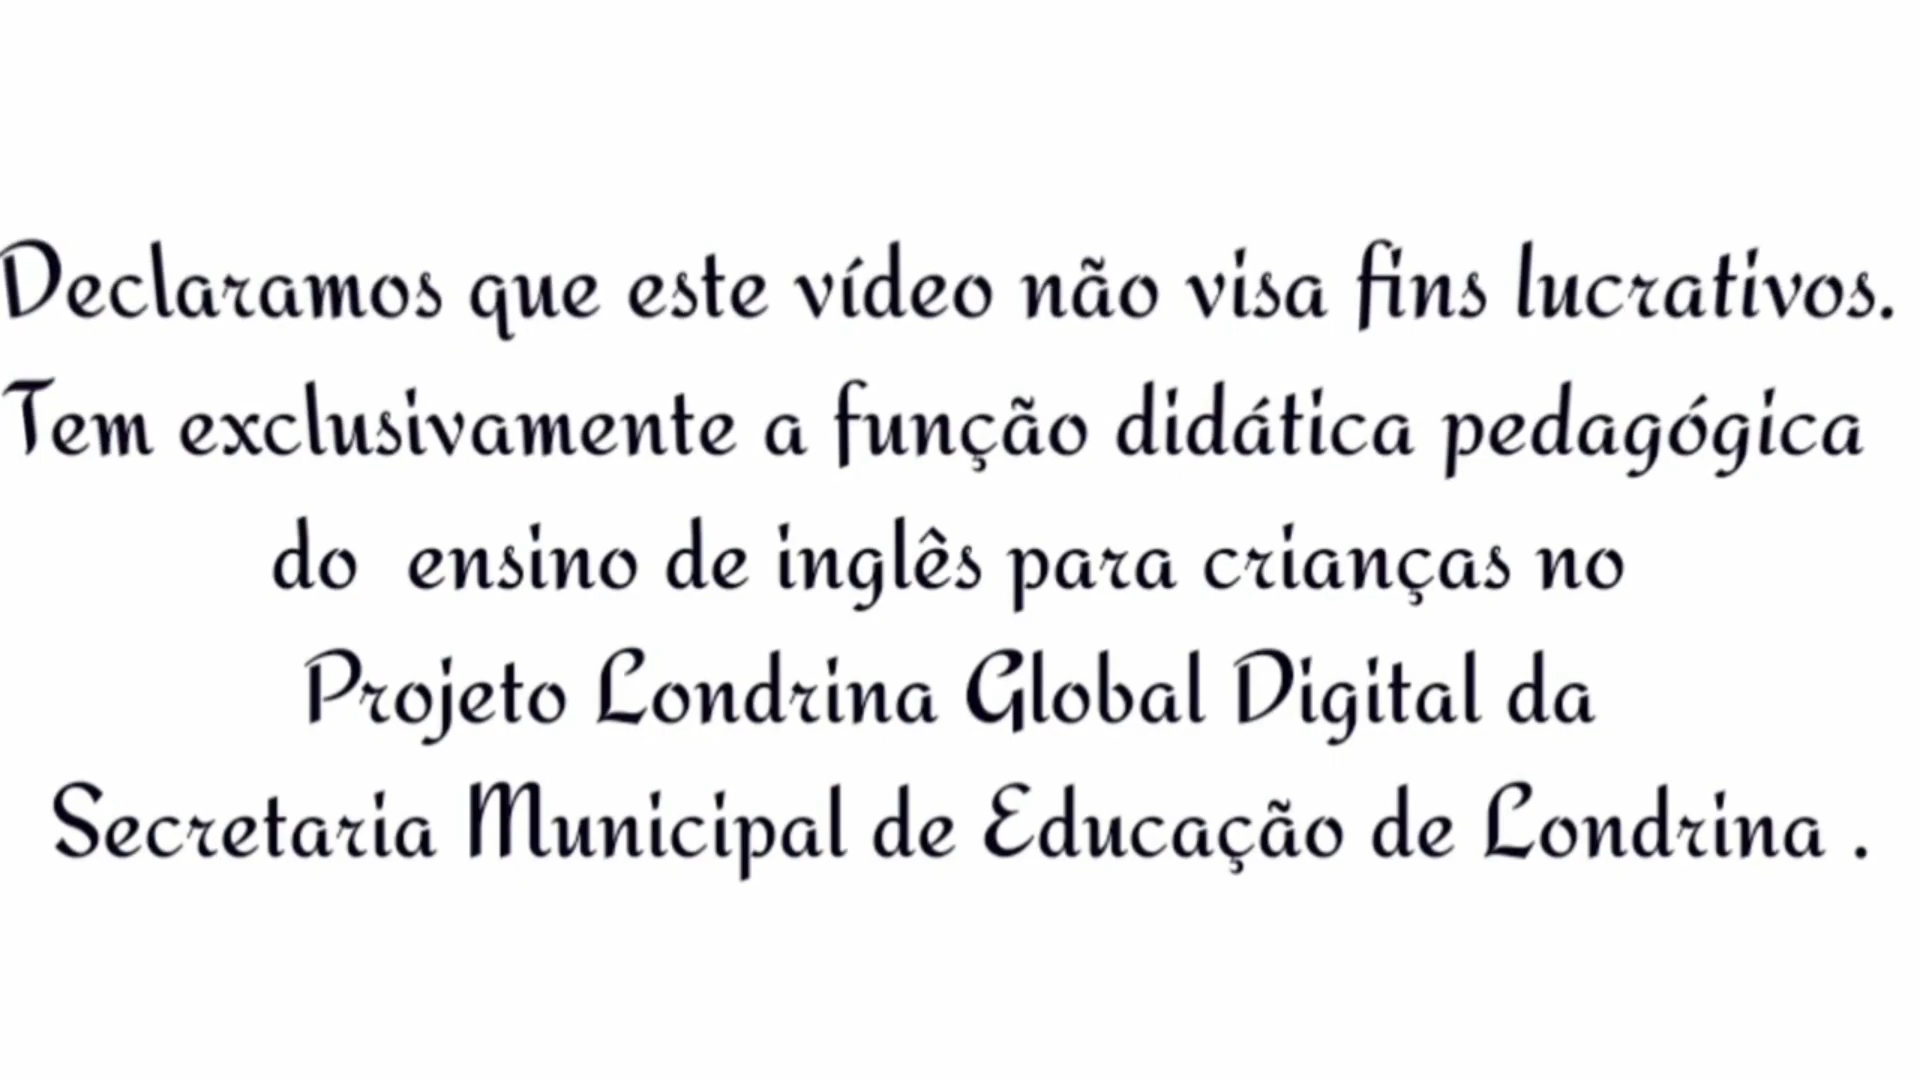 Declaramos que este vídeo não visa fins lucrativos.
Tem exclusivamente a função didática pedagógica
do ensino de inglês para crianças no
Projeto Londrina Global Digital da
Secretaria Municipal de Educação de Londrina .